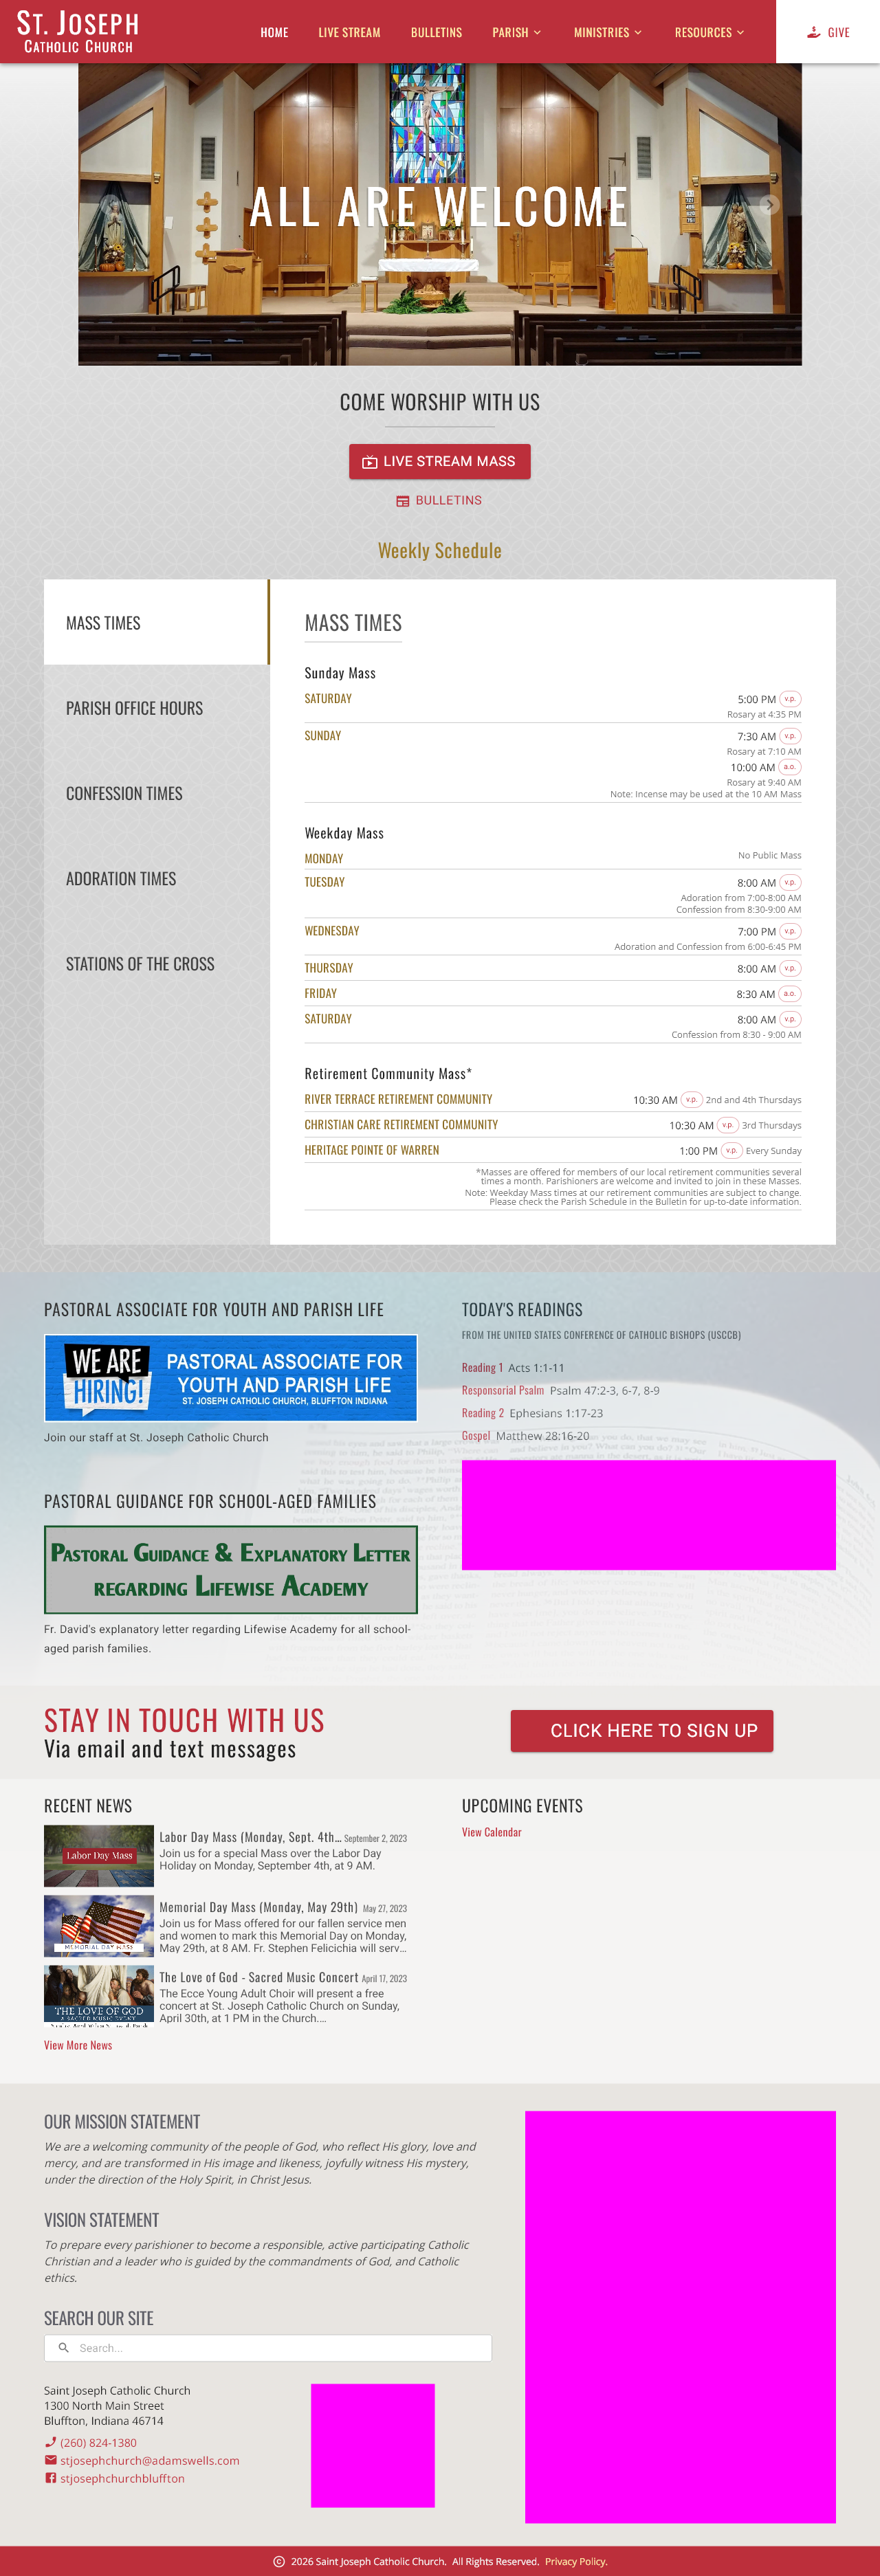 St. Joseph
Catholic Church
HOME
LIVE STREAM
BULLETINS
PARISH
MINISTRIES
RESOURCES
GIVE
ALL ARE WELCOME
COME WORSHIP WITH US
LIVE STREAM MASS
BULLETINS
Weekly Schedule
MASS TIMES
PARISH OFFICE HOURS
CONFESSION TIMES
ADORATION TIMES
STATIONS OF THE CROSS
MASS TIMES
Sunday Mass
SATURDAY 5:00 PM v.p.
Rosary at 4:35 PM
SUNDAY 7:30 AM v.p.
Rosary at 7:10 AM
10:00 AM a.o.
Rosary at 9:40 AM
Note: Incense may be used at the 10 AM Mass
Weekday Mass
MONDAY No Public Mass
TUESDAY 8:00 AM v.p.
Adoration from 7:00-8:00 AM
Confession from 8:30-9:00 AM
WEDNESDAY 7:00 PM v.p.
Adoration and Confession from 6:00-6:45 PM
THURSDAY 8:00 AM v.p.
FRIDAY 8:30 AM a.o.
SATURDAY 8:00 AM v.p.
Confession from 8:30 - 9:00 AM
Retirement Community Mass*
RIVER TERRACE RETIREMENT COMMUNITY 10:30 AM v.p. 2nd and 4th Thursdays
CHRISTIAN CARE RETIREMENT COMMUNITY 10:30 AM v.p. 3rd Thursdays
HERITAGE POINTE OF WARREN 1:00 PM v.p. Every Sunday
*Masses are offered for members of our local retirement communities several
times a month. Parishioners are welcome and invited to join in these Masses.
Note: Weekday Mass times at our retirement communities are subject to change.
Please check the Parish Schedule in the Bulletin for up-to-date information.
PASTORAL ASSOCIATE FOR YOUTH AND PARISH LIFE
WE ARE
HIRING!
PASTORAL ASSOCIATE FOR
YOUTH AND PARISH LIFE
ST. JOSEPH CATHOLIC CHURCH, BLUFFTON INDIANA
Join our staff at St. Joseph Catholic Church
PASTORAL GUIDANCE FOR SCHOOL-AGED FAMILIES
Pastoral Guidance & Explanatory Letter
regarding Lifewise Academy
Fr. David's explanatory letter regarding Lifewise Academy for all school-
aged parish families.
TODAY'S READINGS
FROM THE UNITED STATES CONFERENCE OF CATHOLIC BISHOPS (USCCB)
Reading 1 Acts 1:1-11
Responsorial Psalm Psalm 47:2-3, 6-7, 8-9
Reading 2 Ephesians 1:17-23
Gospel Matthew 28:16-20
STAY IN TOUCH WITH US
Via email and text messages
CLICK HERE TO SIGN UP
RECENT NEWS
Labor Day Mass
Labor Day Mass (Monday, Sept. 4th... September 2, 2023
Join us for a special Mass over the Labor Day
Holiday on Monday, September 4th, at 9 AM.
MEMORIAL DAY MASS
Memorial Day Mass (Monday, May 29th) May 27, 2023
Join us for Mass offered for our fallen service men
and women to mark this Memorial Day on Monday,
May 29th, at 8 AM. Fr. Stephen Felicichia will serv...
THE LOVE OF GOD
A SACRED MUSIC EVENT
The Love of God - Sacred Music Concert April 17, 2023
The Ecce Young Adult Choir will present a free
concert at St. Joseph Catholic Church on Sunday,
April 30th, at 1 PM in the Church....
View More News
UPCOMING EVENTS
View Calendar
OUR MISSION STATEMENT
We are a welcoming community of the people of God, who reflect His glory, love and
mercy, and are transformed in His image and likeness, joyfully witness His mystery,
under the direction of the Holy Spirit, in Christ Jesus.
VISION STATEMENT
To prepare every parishioner to become a responsible, active participating Catholic
Christian and a leader who is guided by the commandments of God, and Catholic
ethics.
SEARCH OUR SITE
Search...
Saint Joseph Catholic Church
1300 North Main Street
Bluffton, Indiana 46714
(260) 824-1380
stjosephchurch@adamswells.com
stjosephchurchbluffton
© 2026 Saint Joseph Catholic Church. All Rights Reserved. Privacy Policy.